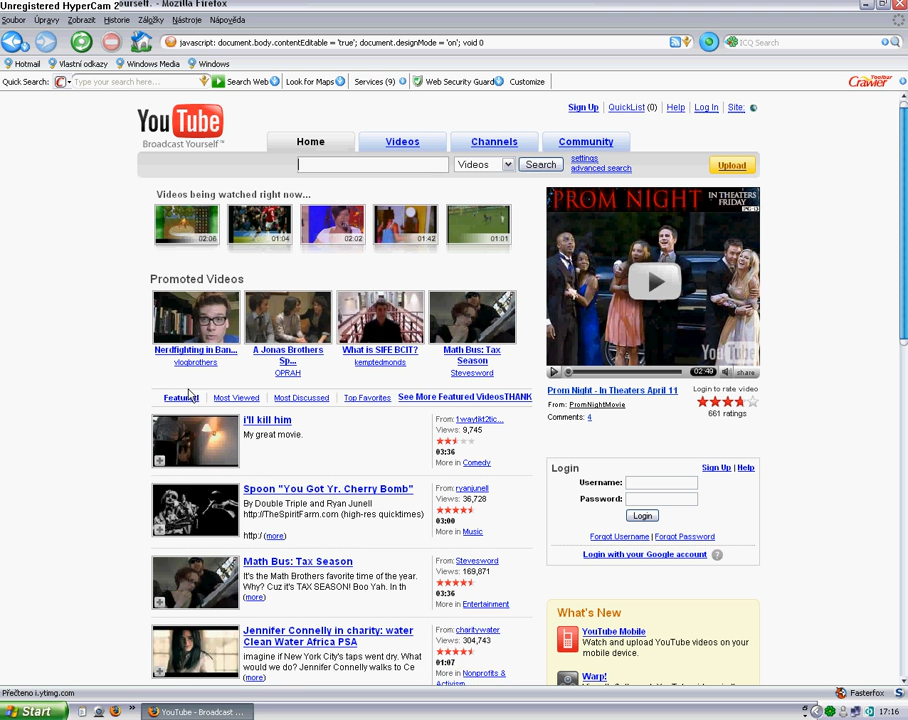 Unregistered HyperCam 2
ourself. - Mozilla Firefox
Soubor Úpravy Zobrazit Historie Záložky Nástroje Nápověda
javascript: document.body.contentEditable = 'true'; document.designMode = 'on'; void 0
ICQ Search
Hotmail Vlastní odkazy Windows Media Windows
Quick Search: Type your search here... Search Web Look for Maps Services (9) Web Security Guard Customize Crawler Toolbar
Sign Up QuickList (0) Help Log In Site:
YouTube
Broadcast Yourself™
Home Videos Channels Community
Videos Search settings
advanced search
Upload
Videos being watched right now...
02:06 01:04 02:02 01:42 01:01
PROM NIGHT IN THEATERS FRIDAY PG-13
YouTube
02:49 share
Promoted Videos
Nerdfighting in Ban...
vlogbrothers
A Jonas Brothers Sp...
OPRAH
What is SIFE BCIT?
kemptedmonds
Math Bus: Tax Season
Stevesword
Prom Night - In Theaters April 11
From: PromNightMovie
Comments: 4
Login to rate video
661 ratings
Featured Most Viewed Most Discussed Top Favorites See More Featured VideosTHANK
i'll kill him
My great movie.
From: 1wayfikt2tic...
Views: 9,745
03:36
More in Comedy
Spoon "You Got Yr. Cherry Bomb"
By Double Triple and Ryan Junell
http://TheSpiritFarm.com (high-res quicktimes)
http:/ (more)
From: ryanjunell
Views: 36,728
03:00
More in Music
Math Bus: Tax Season
It's the Math Brothers favorite time of the year.
Why? Cuz it's TAX SEASON! Boo Yah. In th
(more)
From: Stevesword
Views: 169,871
03:36
More in Entertainment
Jennifer Connelly in charity: water
Clean Water Africa PSA
imagine if New York City's taps went dry. What
would we do? Jennifer Connelly walks to Ce
(more)
From: charitywater
Views: 304,743
01:07
More in Nonprofits &
Activism
Login Sign Up | Help
Username:
Password:
Login
Forgot Username | Forgot Password
Login with your Google account ?
What's New
YouTube Mobile
Watch and upload YouTube videos on your
mobile device.
Warp!
Přečteno i.ytimg.com
Fasterfox S
Start
YouTube - Broadcast ...
17:16